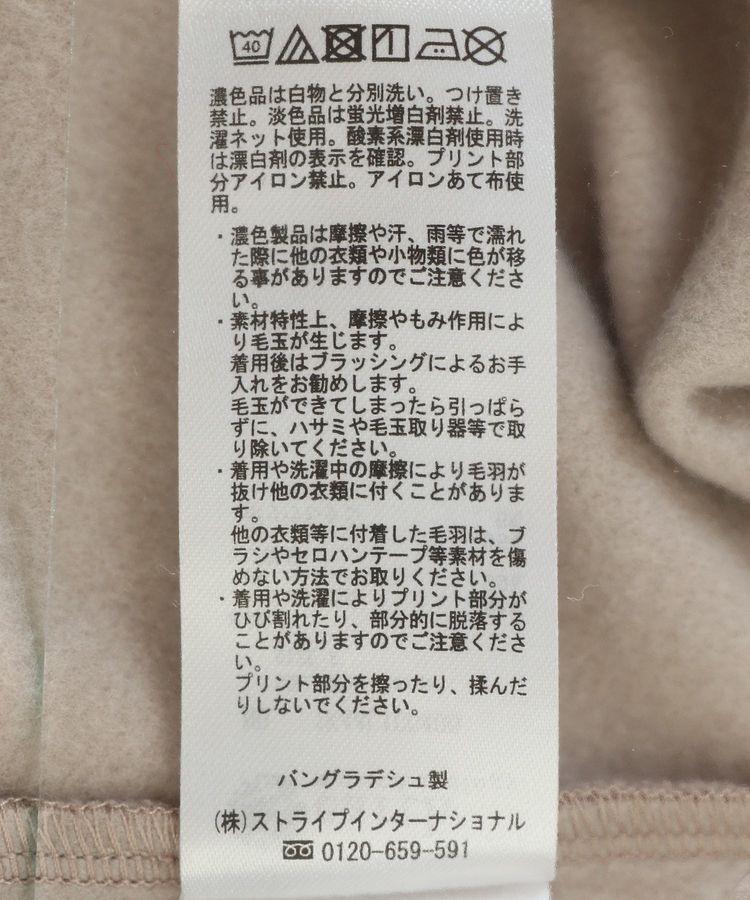 40
濃色品は白物と分別洗い。つけ置き
禁止。淡色品は蛍光増白剤禁止。洗
濯ネット使用。酸素系漂白剤使用時
は漂白剤の表示を確認。プリント部
分アイロン禁止。アイロンあて布使
用。
・濃色製品は摩擦や汗、雨等で濡れ
た際に他の衣類や小物類に色が移
る事がありますのでご注意くださ
い。
・素材特性上、摩擦やもみ作用によ
り毛玉が生じます。
着用後はブラッシングによるお手
入れをお勧めします。
毛玉ができてしまったら引っぱら
ずに、ハサミや毛玉取り器等で取
り除いてください。
・着用や洗濯中の摩擦により毛羽が
抜け他の衣類に付くことがありま
す。
他の衣類等に付着した毛羽は、ブ
ラシやセロハンテープ等素材を傷
めない方法でお取りください。
・着用や洗濯によりプリント部分が
ひび割れたり、部分的に脱落する
ことがありますのでご注意くださ
い。
プリント部分を擦ったり、揉んだ
りしないでください。
バングラデシュ製
(株)ストライプインターナショナル
0120-659-591